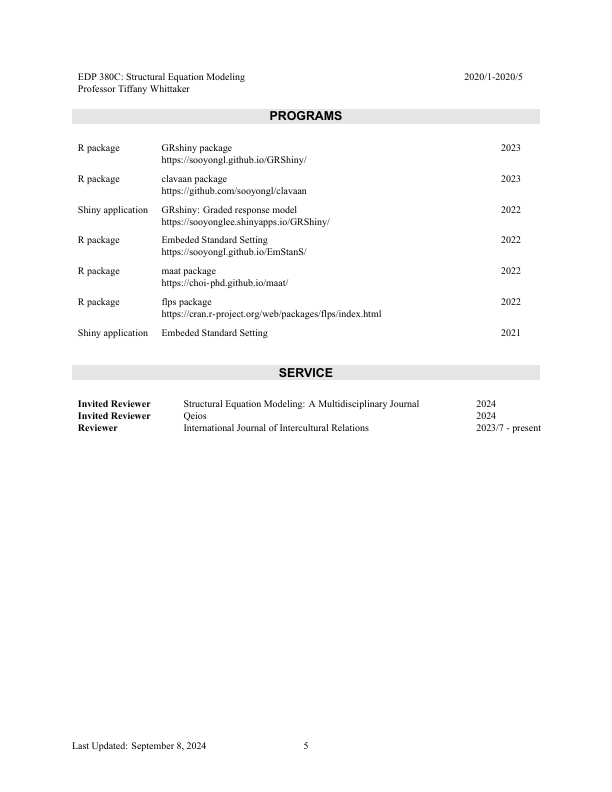 EDP 380C: Structural Equation Modeling 2020/1-2020/5
Professor Tiffany Whittaker
PROGRAMS
R package GRshiny package 2023
https://sooyongl.github.io/GRShiny/
R package clavaan package 2023
https://github.com/sooyongl/clavaan
Shiny application GRshiny: Graded response model 2022
https://sooyonglee.shinyapps.io/GRShiny/
R package Embeded Standard Setting 2022
https://sooyongl.github.io/EmStanS/
R package maat package 2022
https://choi-phd.github.io/maat/
R package flps package 2022
https://cran.r-project.org/web/packages/flps/index.html
Shiny application Embeded Standard Setting 2021
SERVICE
Invited Reviewer Structural Equation Modeling: A Multidisciplinary Journal 2024
Invited Reviewer Qeios 2024
Reviewer International Journal of Intercultural Relations 2023/7 - present
Last Updated: September 8, 2024 5